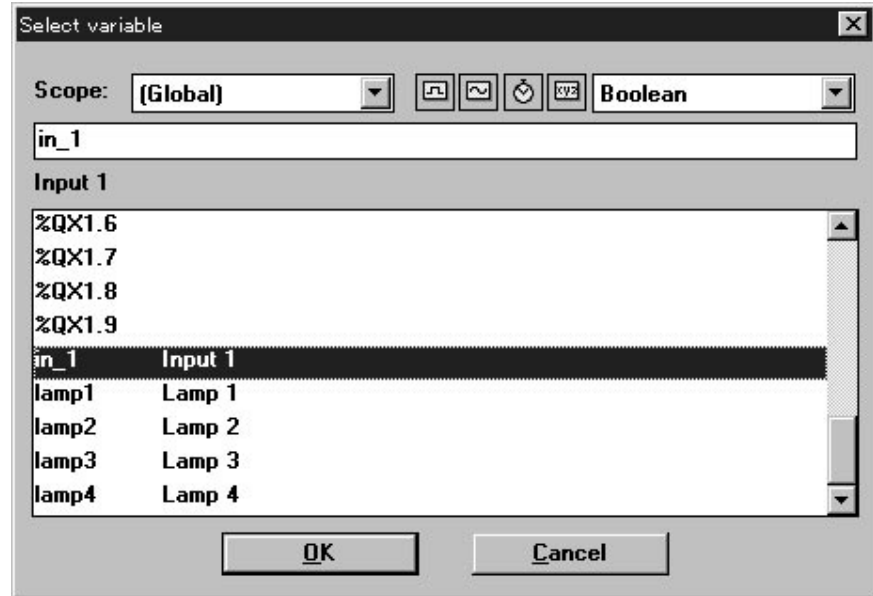 Select variable
Scope: (Global) xyz Boolean
in_1
Input 1
%QX1.6
%QX1.7
%QX1.8
%QX1.9
in_1 Input 1
lamp1 Lamp 1
lamp2 Lamp 2
lamp3 Lamp 3
lamp4 Lamp 4
OK Cancel